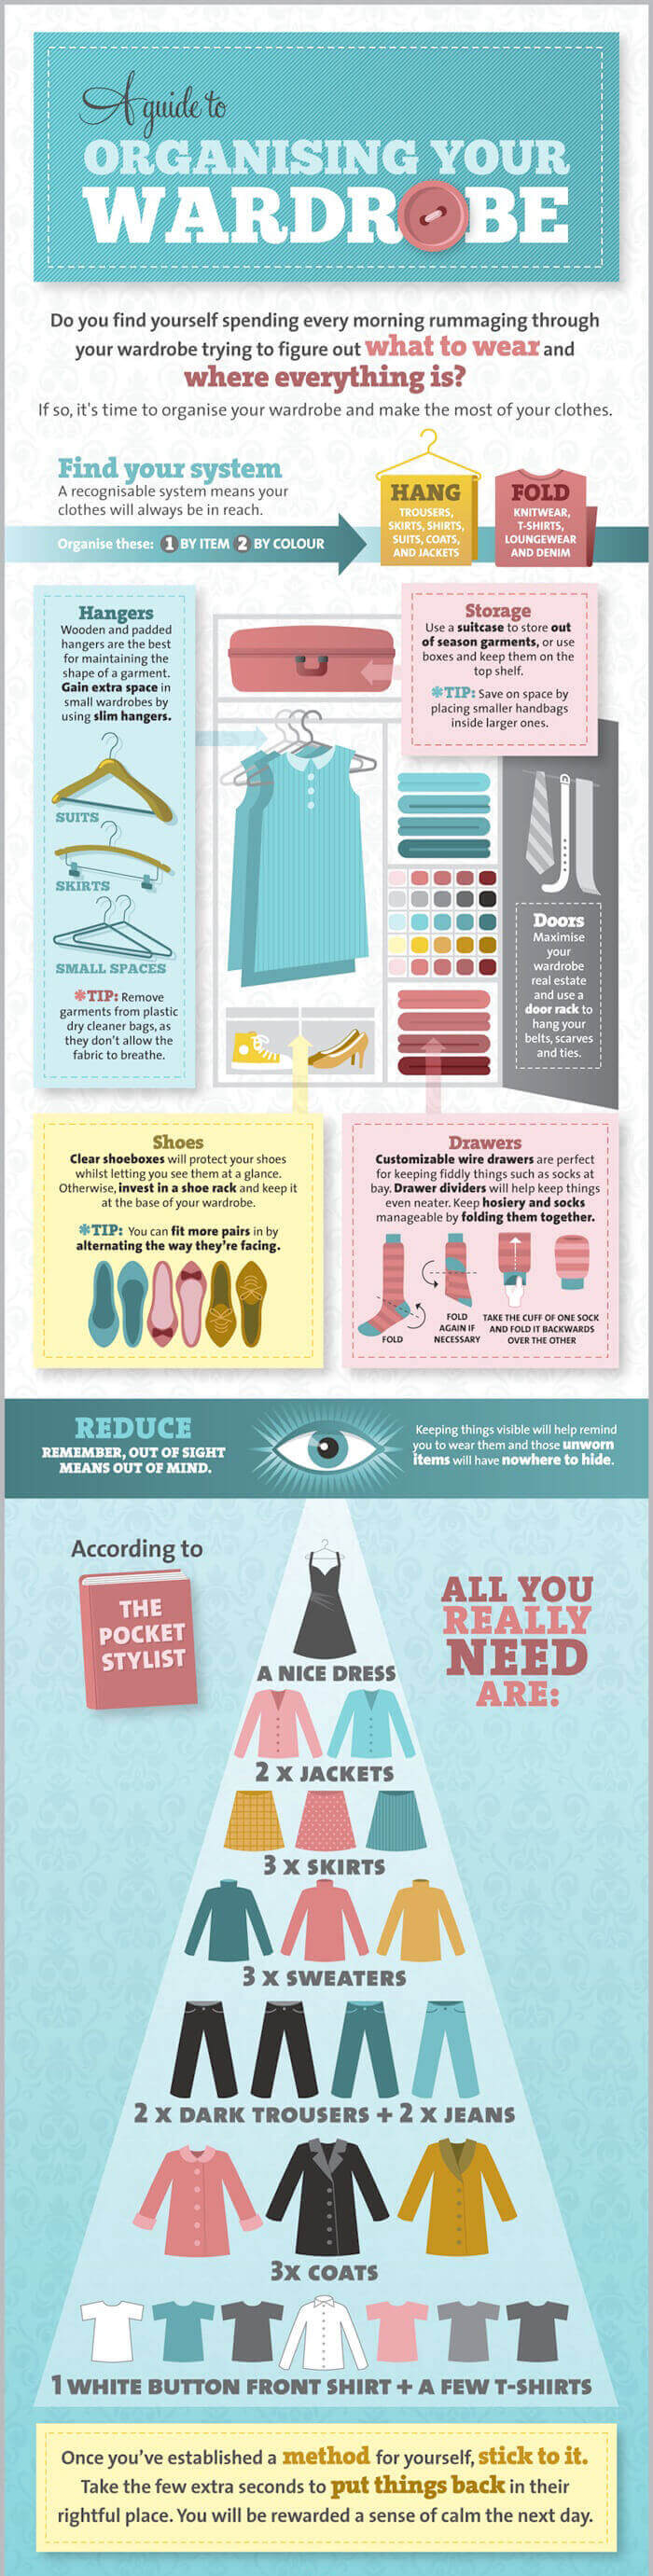 A guide to
ORGANISING YOUR
WARDROBE
Do you find yourself spending every morning rummaging through
your wardrobe trying to figure out what to wear and
where everything is?
If so, it's time to organise your wardrobe and make the most of your clothes.
Find your system
A recognisable system means your
clothes will always be in reach.
Organise these: 1 BY ITEM 2 BY COLOUR
HANG
TROUSERS,
SKIRTS, SHIRTS,
SUITS, COATS,
AND JACKETS
FOLD
KNITWEAR,
T-SHIRTS,
LOUNGEWEAR
AND DENIM
Hangers
Wooden and padded
hangers are the best
for maintaining the
shape of a garment.
Gain extra space in
small wardrobes by
using slim hangers.
SUITS
SKIRTS
SMALL SPACES
*TIP: Remove
garments from plastic
dry cleaner bags, as
they don't allow the
fabric to breathe.
Storage
Use a suitcase to store out
of season garments, or use
boxes and keep them on the
top shelf.
*TIP: Save on space by
placing smaller handbags
inside larger ones.
Doors
Maximise
your
wardrobe
real estate
and use a
door rack to
hang your
belts, scarves
and ties.
Shoes
Clear shoeboxes will protect your shoes
whilst letting you see them at a glance.
Otherwise, invest in a shoe rack and keep it
at the base of your wardrobe.
*TIP: You can fit more pairs in by
alternating the way they're facing.
Drawers
Customizable wire drawers are perfect
for keeping fiddly things such as socks at
bay. Drawer dividers will help keep things
even neater. Keep hosiery and socks
manageable by folding them together.
FOLD
FOLD
AGAIN IF
NECESSARY
TAKE THE CUFF OF ONE SOCK
AND FOLD IT BACKWARDS
OVER THE OTHER
REDUCE
REMEMBER, OUT OF SIGHT
MEANS OUT OF MIND.
Keeping things visible will help remind
you to wear them and those unworn
items will have nowhere to hide.
According to
THE
POCKET
STYLIST
ALL YOU
REALLY
NEED
ARE:
A NICE DRESS
2 X JACKETS
3 X SKIRTS
3 X SWEATERS
2 X DARK TROUSERS + 2 X JEANS
3X COATS
1 WHITE BUTTON FRONT SHIRT + A FEW T-SHIRTS
Once you've established a method for yourself, stick to it.
Take the few extra seconds to put things back in their
rightful place. You will be rewarded a sense of calm the next day.